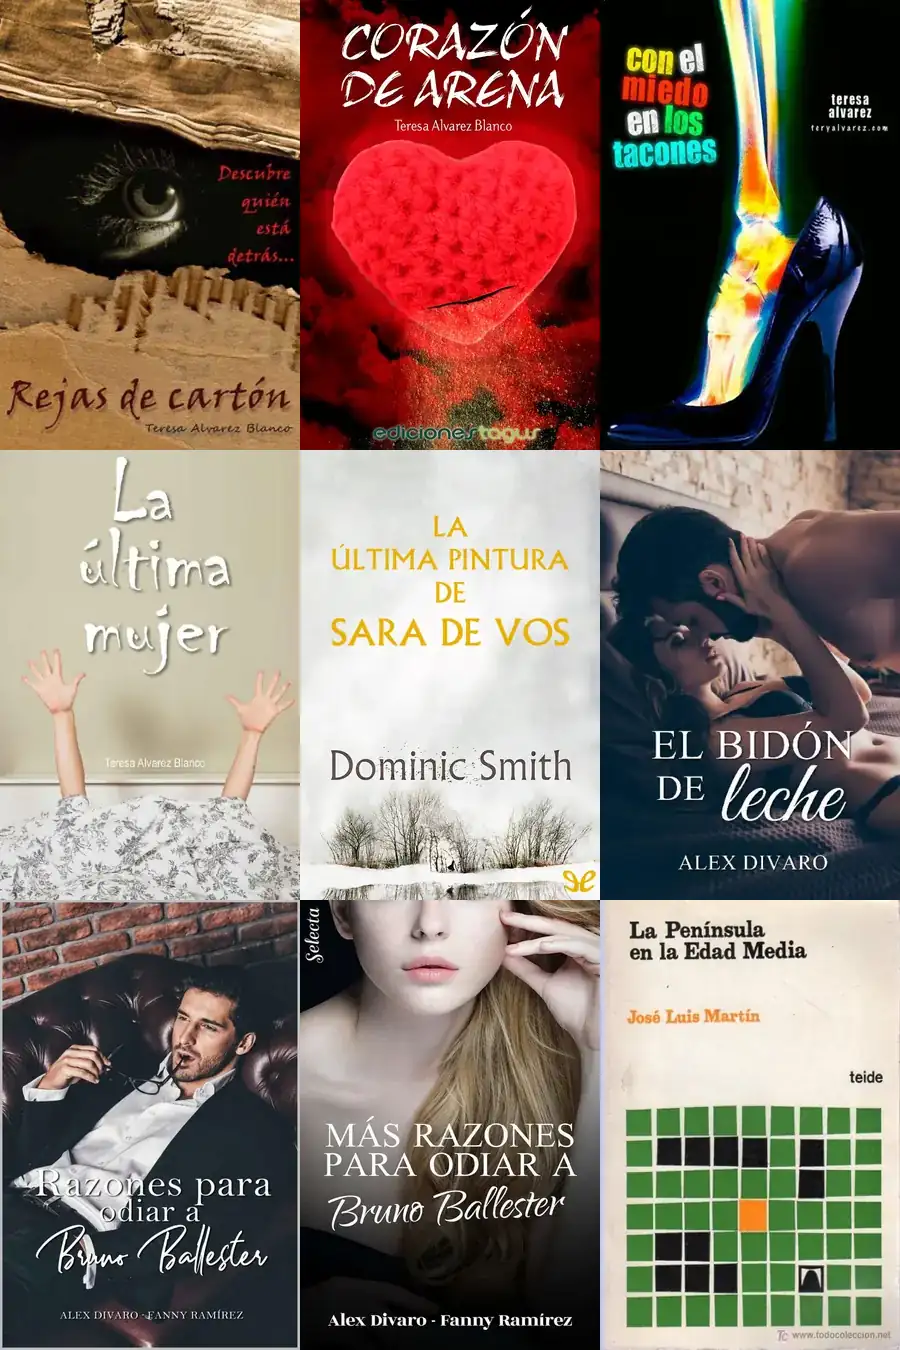 Descubre
quién
está
detrás...
Rejas de cartón
Teresa Alvarez Blanco
CORAZÓN
DE ARENA
Teresa Alvarez Blanco
edicionestagus
con el
miedo
en los
tacones
teresa
alvarez
teryalvarez.com
La
última
mujer
Teresa Alvarez Blanco
LA
ÚLTIMA PINTURA
DE
SARA DE VOS
Dominic Smith
EL BIDÓN
DE leche
ALEX DIVARO
Razones para
odiar a
Bruno Ballester
ALEX DIVARO - FANNY RAMÍREZ
Selecta
MÁS RAZONES
PARA ODIAR A
Bruno Ballester
Alex Divaro - Fanny Ramírez
La Península
en la Edad Media
José Luis Martín
teide
TC www.todocoleccion.net